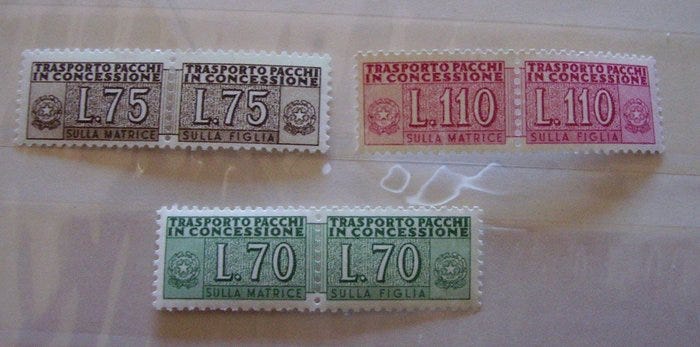 TRASPORTO PACCHI
IN CONCESSIONE
L. 75
SULLA MATRICE
TRASPORTO PACCHI
IN CONCESSIONE
L. 75
SULLA FIGLIA
TRASPORTO PACCHI
IN CONCESSIONE
L. 110
SULLA MATRICE
TRASPORTO PACCHI
IN CONCESSIONE
L. 110
SULLA FIGLIA
TRASPORTO PACCHI
IN CONCESSIONE
L. 70
SULLA MATRICE
TRASPORTO PACCHI
IN CONCESSIONE
L. 70
SULLA FIGLIA